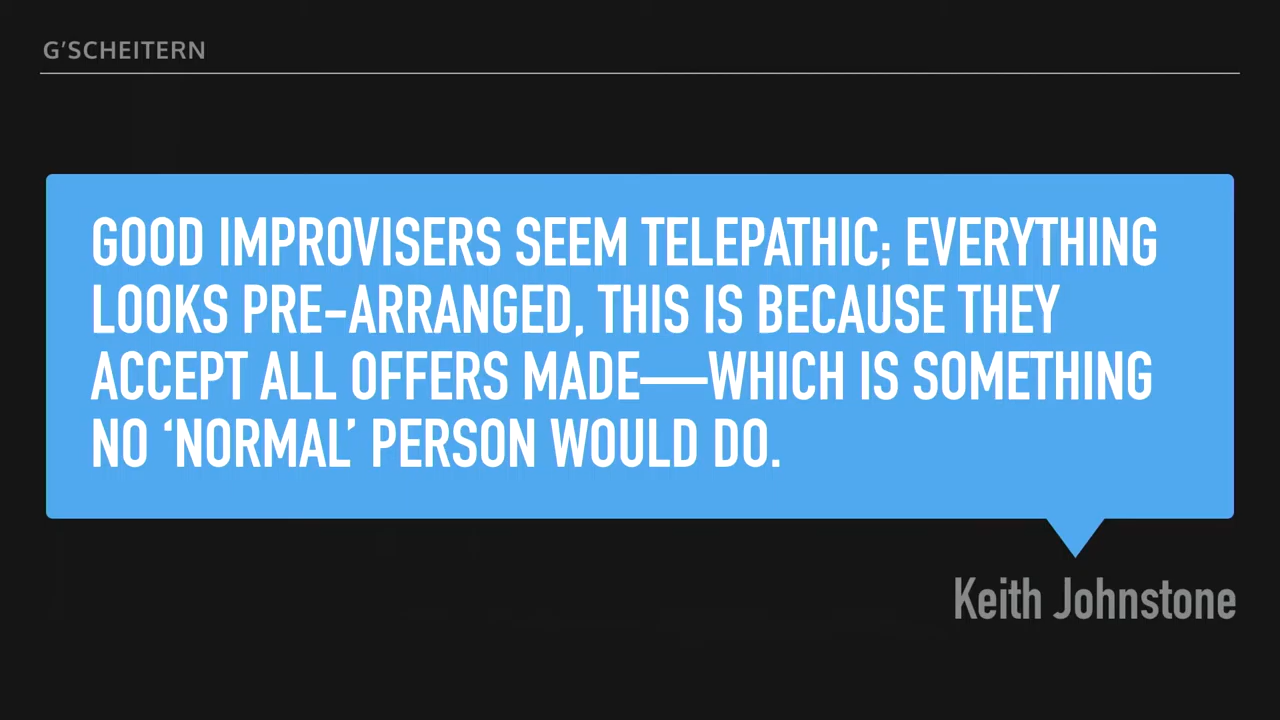 G’SCHEITERN
GOOD IMPROVISERS SEEM TELEPATHIC; EVERYTHING
LOOKS PRE-ARRANGED, THIS IS BECAUSE THEY
ACCEPT ALL OFFERS MADE—–WHICH IS SOMETHING
NO ‘NORMAL’ PERSON WOULD DO.
Keith Johnstone